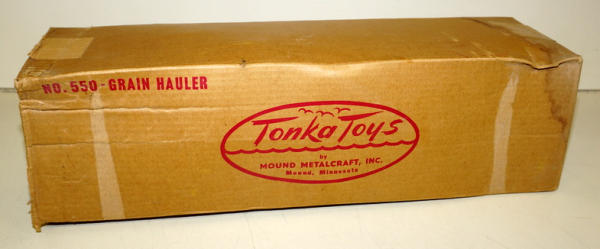 NO. 550 - GRAIN HAULER
Tonka Toys
by
MOUND METALCRAFT, INC.
Mound, Minnesota